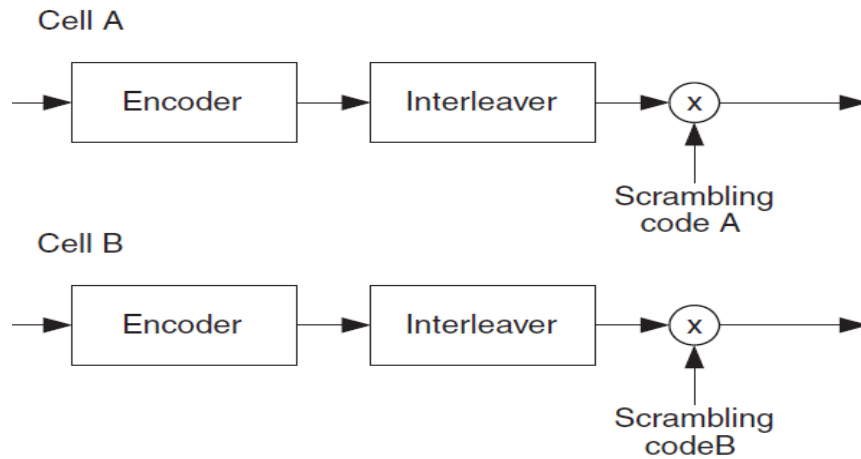 Cell A
Encoder
Interleaver
x
Scrambling
code A
Cell B
Encoder
Interleaver
x
Scrambling
codeB